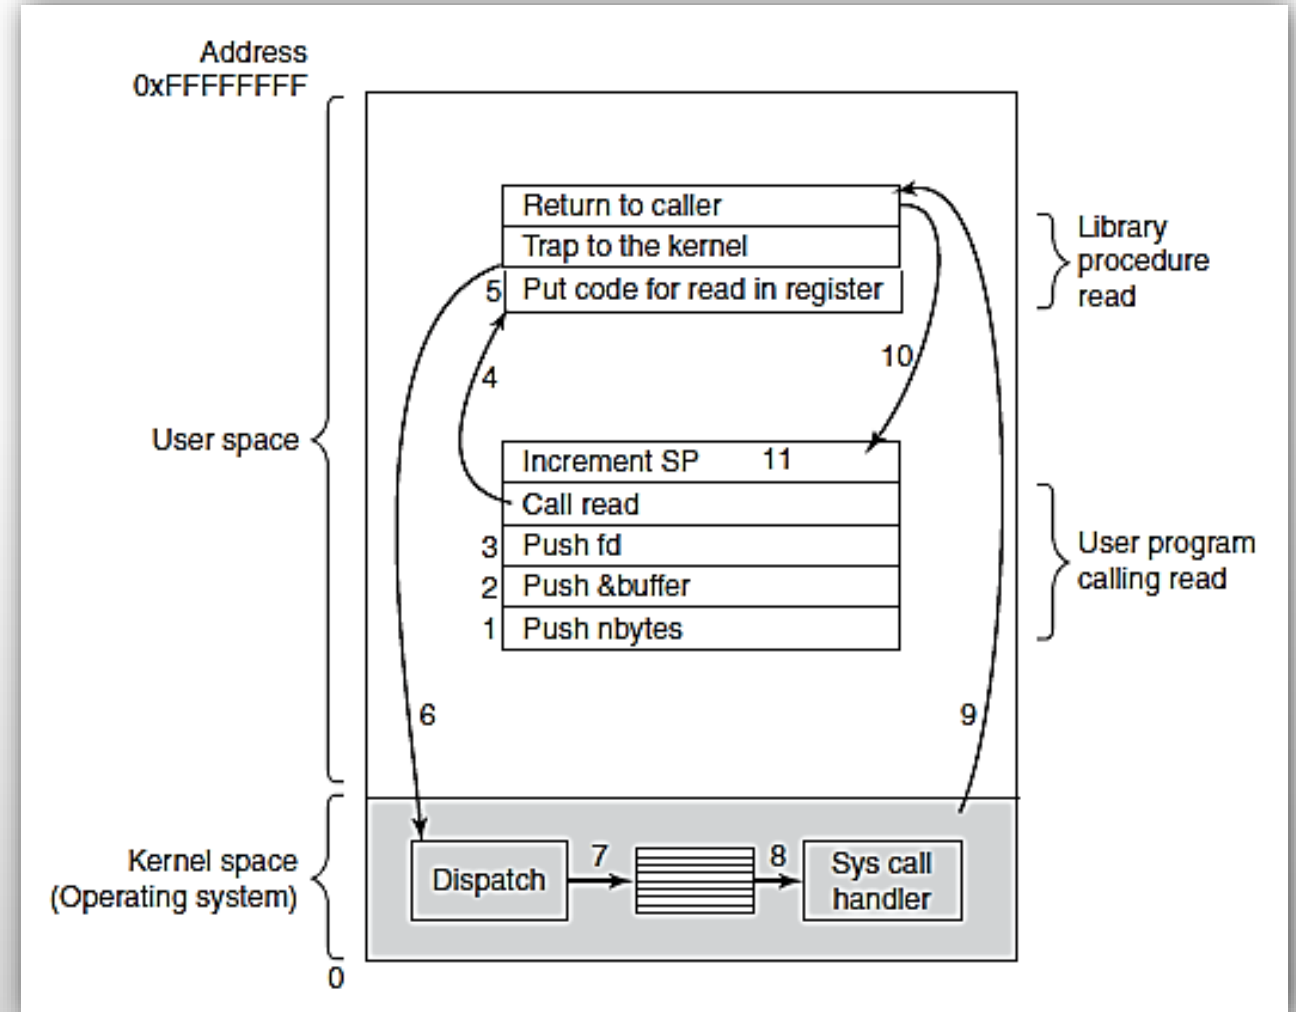 Address
0xFFFFFFFF
Return to caller
Trap to the kernel
5 Put code for read in register
Library
procedure
read
10
4
User space
Increment SP 11
Call read
3 Push fd
2 Push &buffer
1 Push nbytes
User program
calling read
6
9
Kernel space
(Operating system)
Dispatch
7
8
Sys call
handler
0